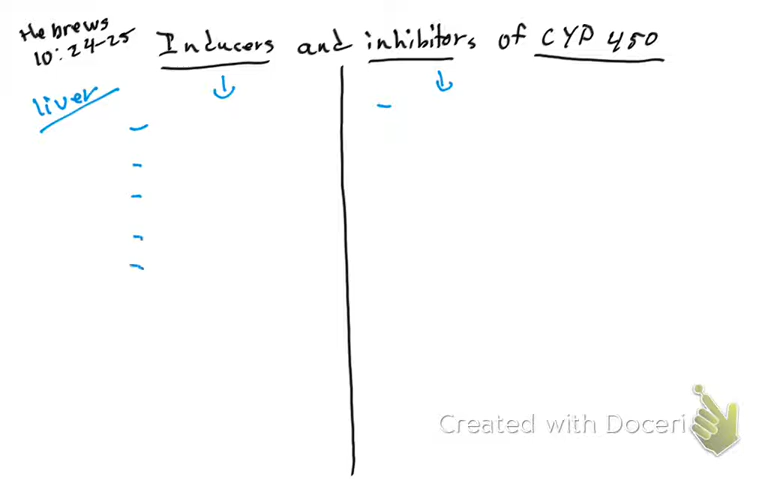 Hebrews
10:24-25
Inducers and inhibitors of CYP 450
liver
Created with Doceri